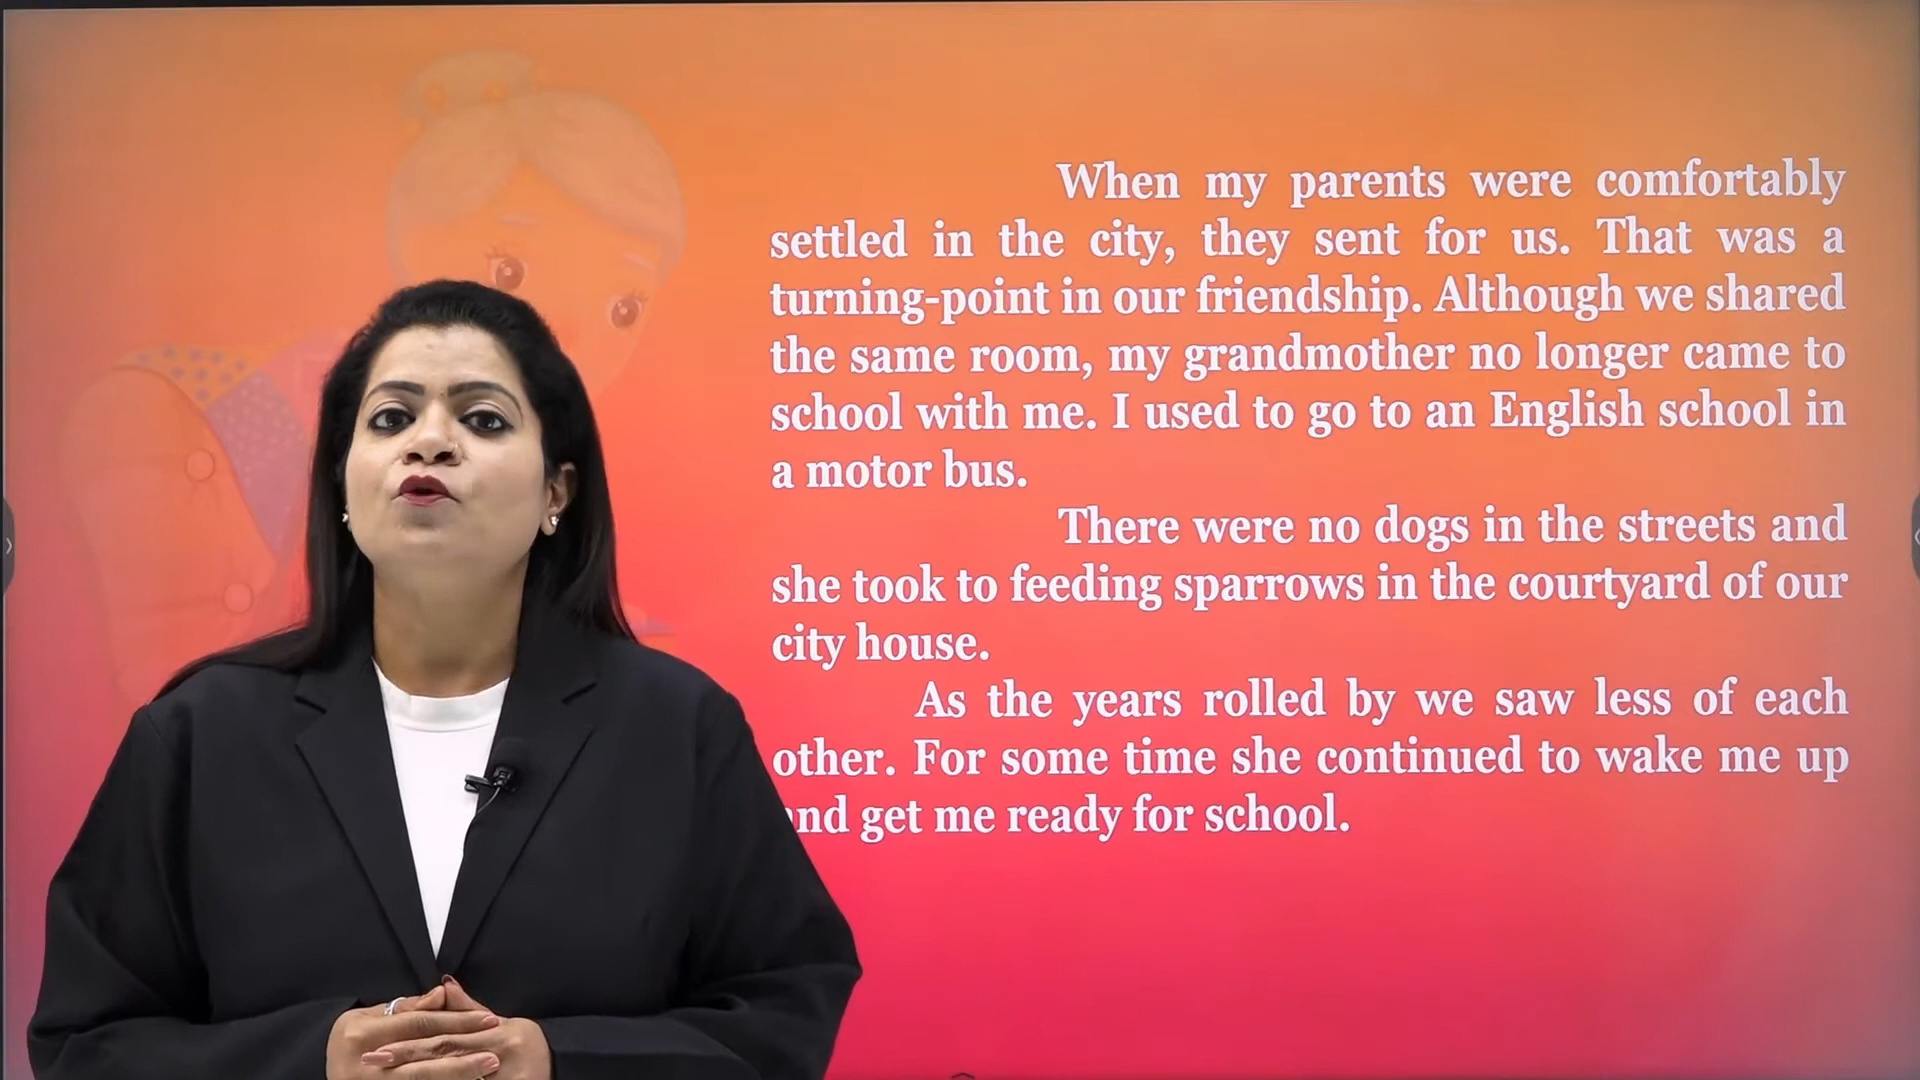 When my parents were comfortably
settled in the city, they sent for us. That was a
turning-point in our friendship. Although we shared
the same room, my grandmother no longer came to
school with me. I used to go to an English school in
a motor bus.
There were no dogs in the streets and
she took to feeding sparrows in the courtyard of our
city house.
As the years rolled by we saw less of each
other. For some time she continued to wake me up
and get me ready for school.